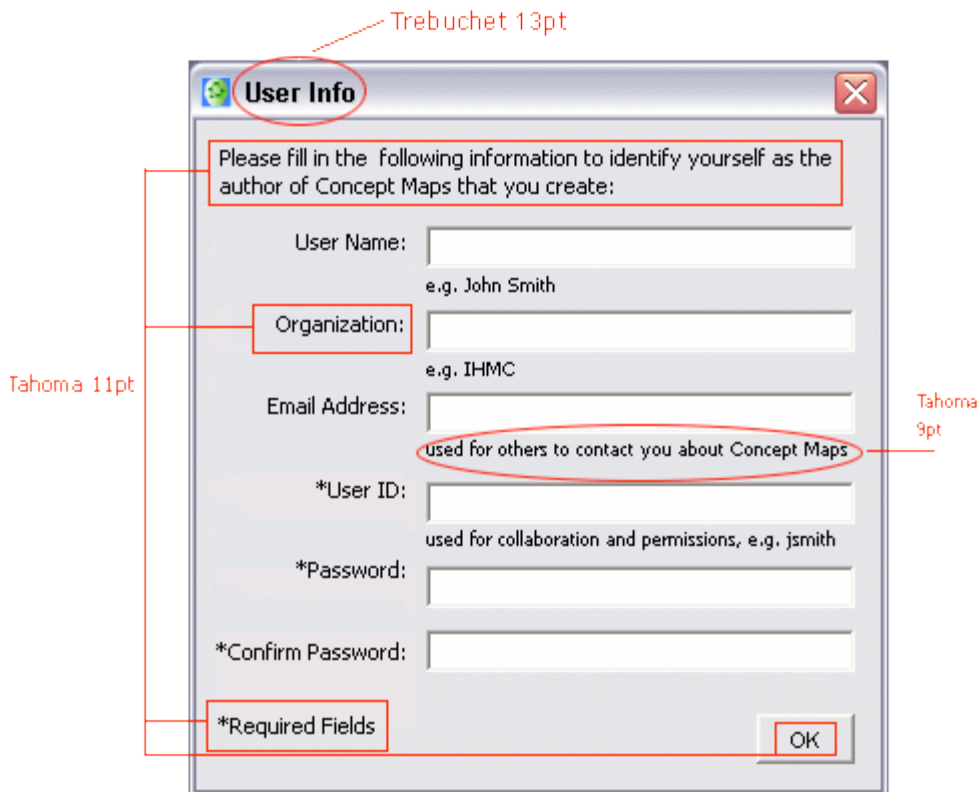 Trebuchet 13pt
User Info
Please fill in the following information to identify yourself as the
author of Concept Maps that you create:
User Name:
e.g. John Smith
Organization:
e.g. IHMC
Tahoma 11pt
Email Address:
Tahoma
9pt
used for others to contact you about Concept Maps
*User ID:
used for collaboration and permissions, e.g. jsmith
*Password:
*Confirm Password:
*Required Fields
OK